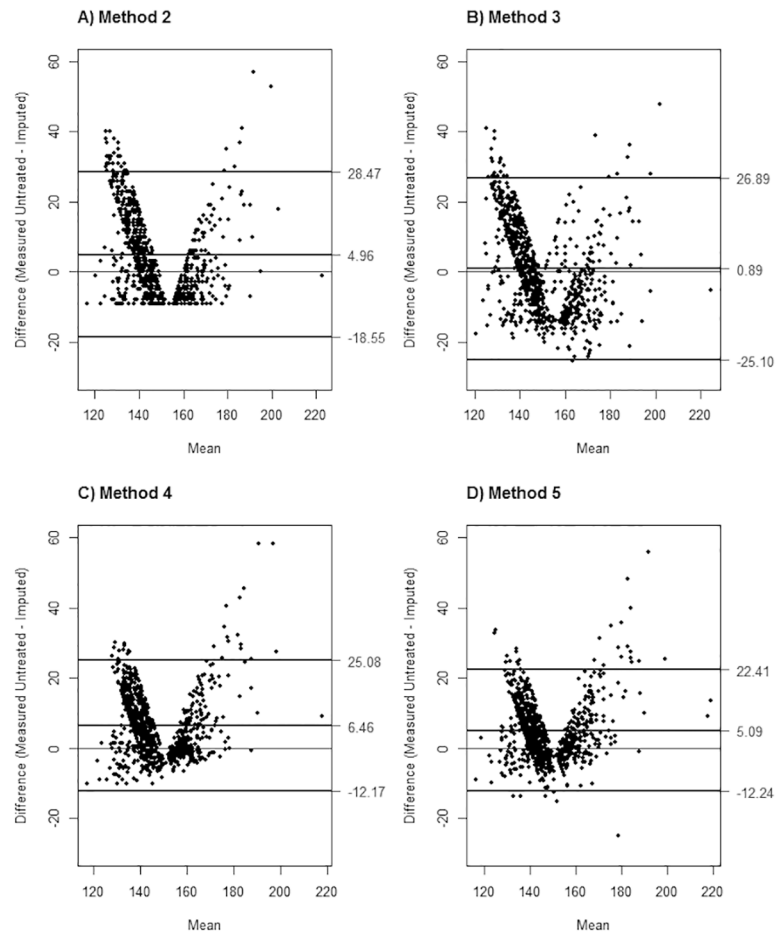 A) Method 2
Difference (Measured Untreated - Imputed)
60
40
20
0
-20
28.47
4.96
-18.55
120 140 160 180 200 220
Mean
B) Method 3
Difference (Measured Untreated - Imputed)
60
40
20
0
-20
26.89
0.89
-25.10
120 140 160 180 200 220
Mean
C) Method 4
Difference (Measured Untreated - Imputed)
60
40
20
0
-20
25.08
6.46
-12.17
120 140 160 180 200 220
Mean
D) Method 5
Difference (Measured Untreated - Imputed)
60
40
20
0
-20
22.41
5.09
-12.24
120 140 160 180 200 220
Mean